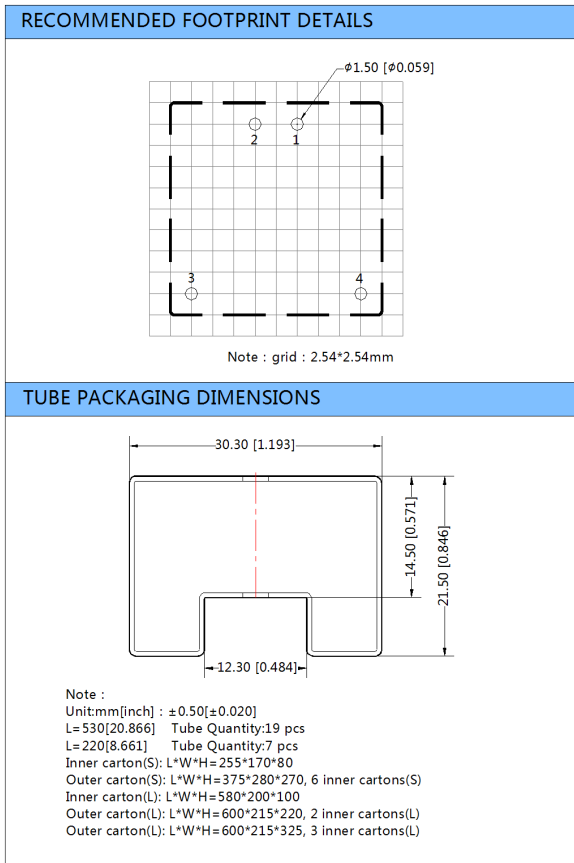 RECOMMENDED FOOTPRINT DETAILS
ϕ1.50 [ϕ0.059]
2 1
3 4
Note : grid : 2.54*2.54mm
TUBE PACKAGING DIMENSIONS
30.30 [1.193]
14.50 [0.571]
21.50 [0.846]
12.30 [0.484]
Note :
Unit:mm[inch] : ±0.50[±0.020]
L=530[20.866] Tube Quantity:19 pcs
L=220[8.661] Tube Quantity:7 pcs
Inner carton(S): L*W*H=255*170*80
Outer carton(S): L*W*H=375*280*270, 6 inner cartons(S)
Inner carton(L): L*W*H=580*200*100
Outer carton(L): L*W*H=600*215*220, 2 inner cartons(L)
Outer carton(L): L*W*H=600*215*325, 3 inner cartons(L)